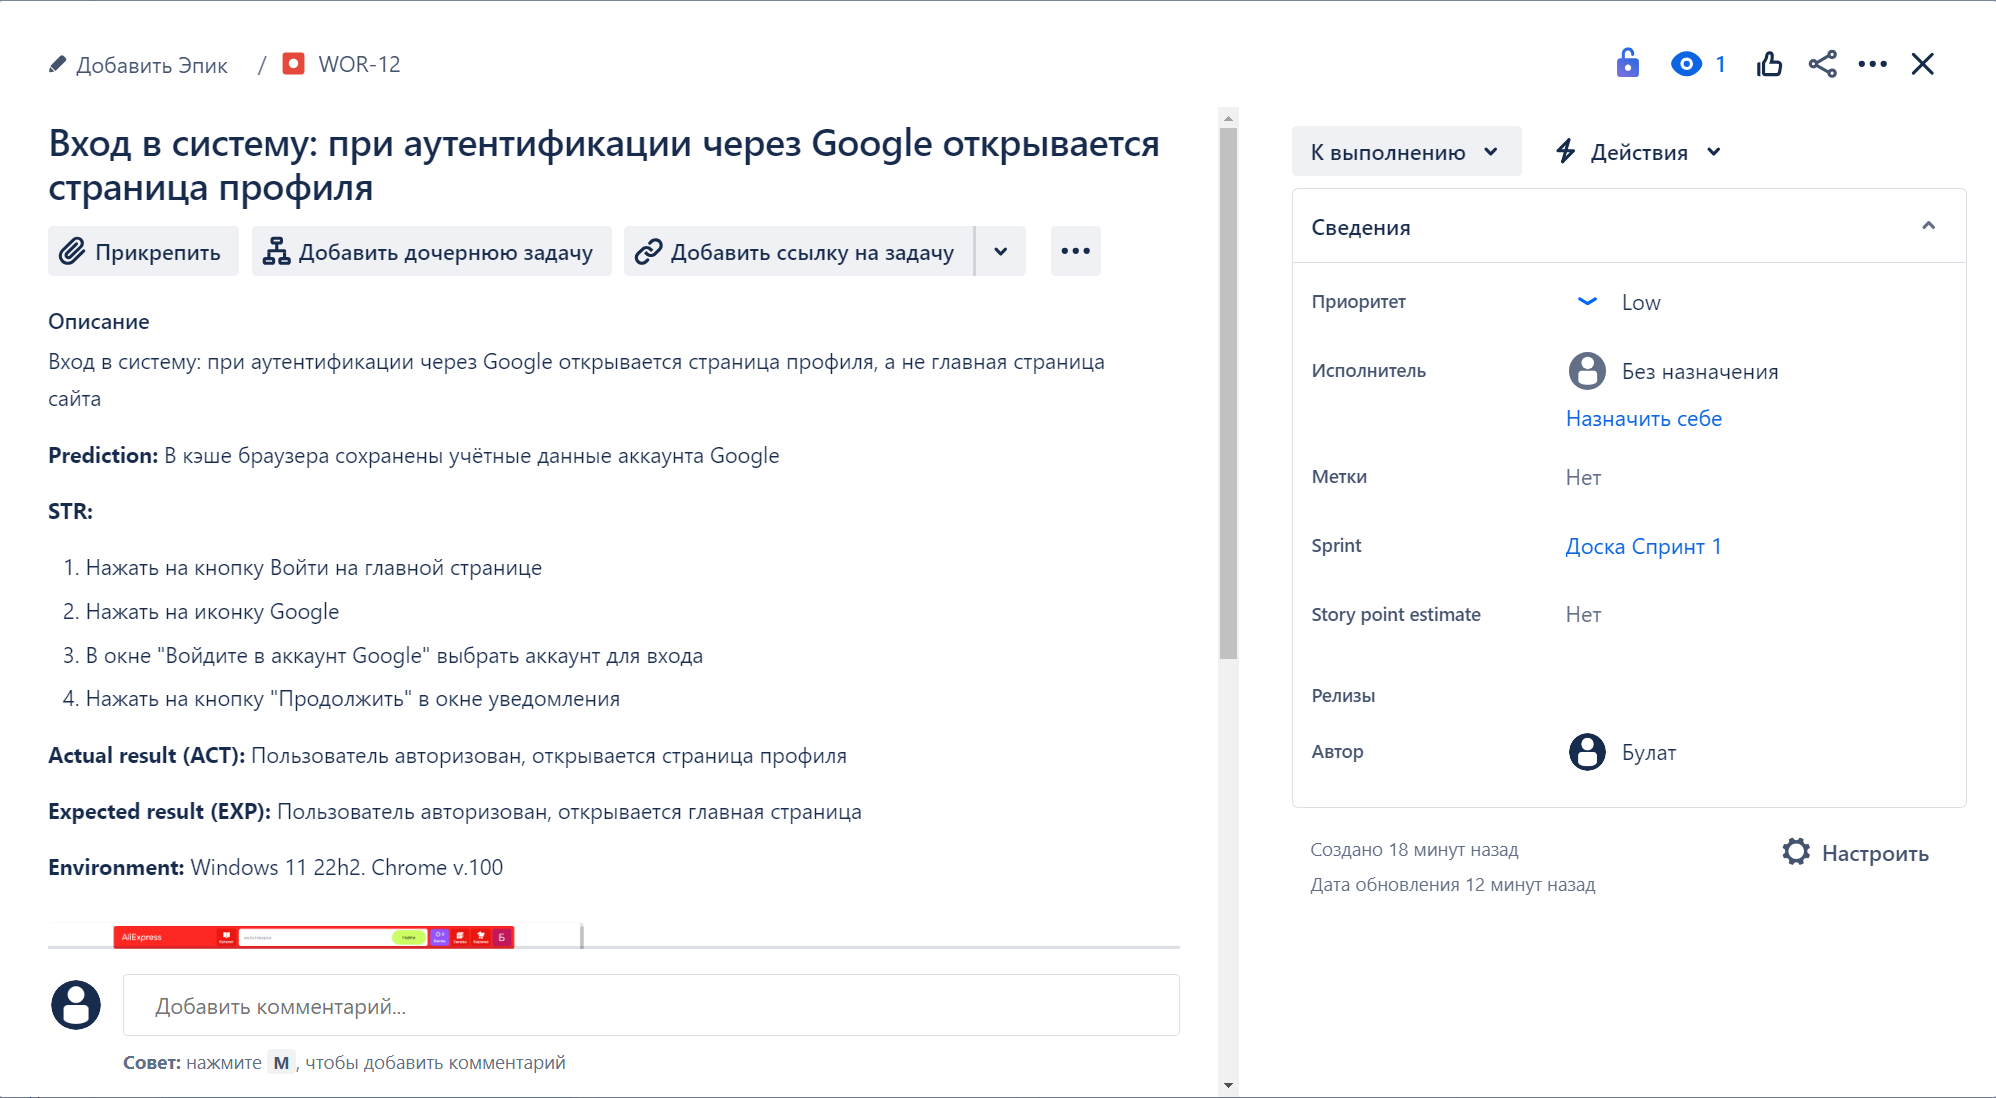 Добавить Эпик / WOR-12
1
Вход в систему: при аутентификации через Google открывается
страница профиля
Прикрепить
Добавить дочернюю задачу
Добавить ссылку на задачу
Описание
Вход в систему: при аутентификации через Google открывается страница профиля, а не главная страница
сайта
Prediction: В кэше браузера сохранены учётные данные аккаунта Google
STR:
1. Нажать на кнопку Войти на главной странице
2. Нажать на иконку Google
3. В окне "Войдите в аккаунт Google" выбрать аккаунт для входа
4. Нажать на кнопку "Продолжить" в окне уведомления
Actual result (ACT): Пользователь авторизован, открывается страница профиля
Expected result (EXP): Пользователь авторизован, открывается главная страница
Environment: Windows 11 22h2. Chrome v.100
AliExpress
Б
Добавить комментарий...
Совет: нажмите M, чтобы добавить комментарий
К выполнению
Действия
Сведения
Приоритет
Low
Исполнитель
Без назначения
Назначить себе
Метки
Нет
Sprint
Доска Спринт 1
Story point estimate
Нет
Релизы
Автор
Булат
Создано 18 минут назад
Дата обновления 12 минут назад
Настроить